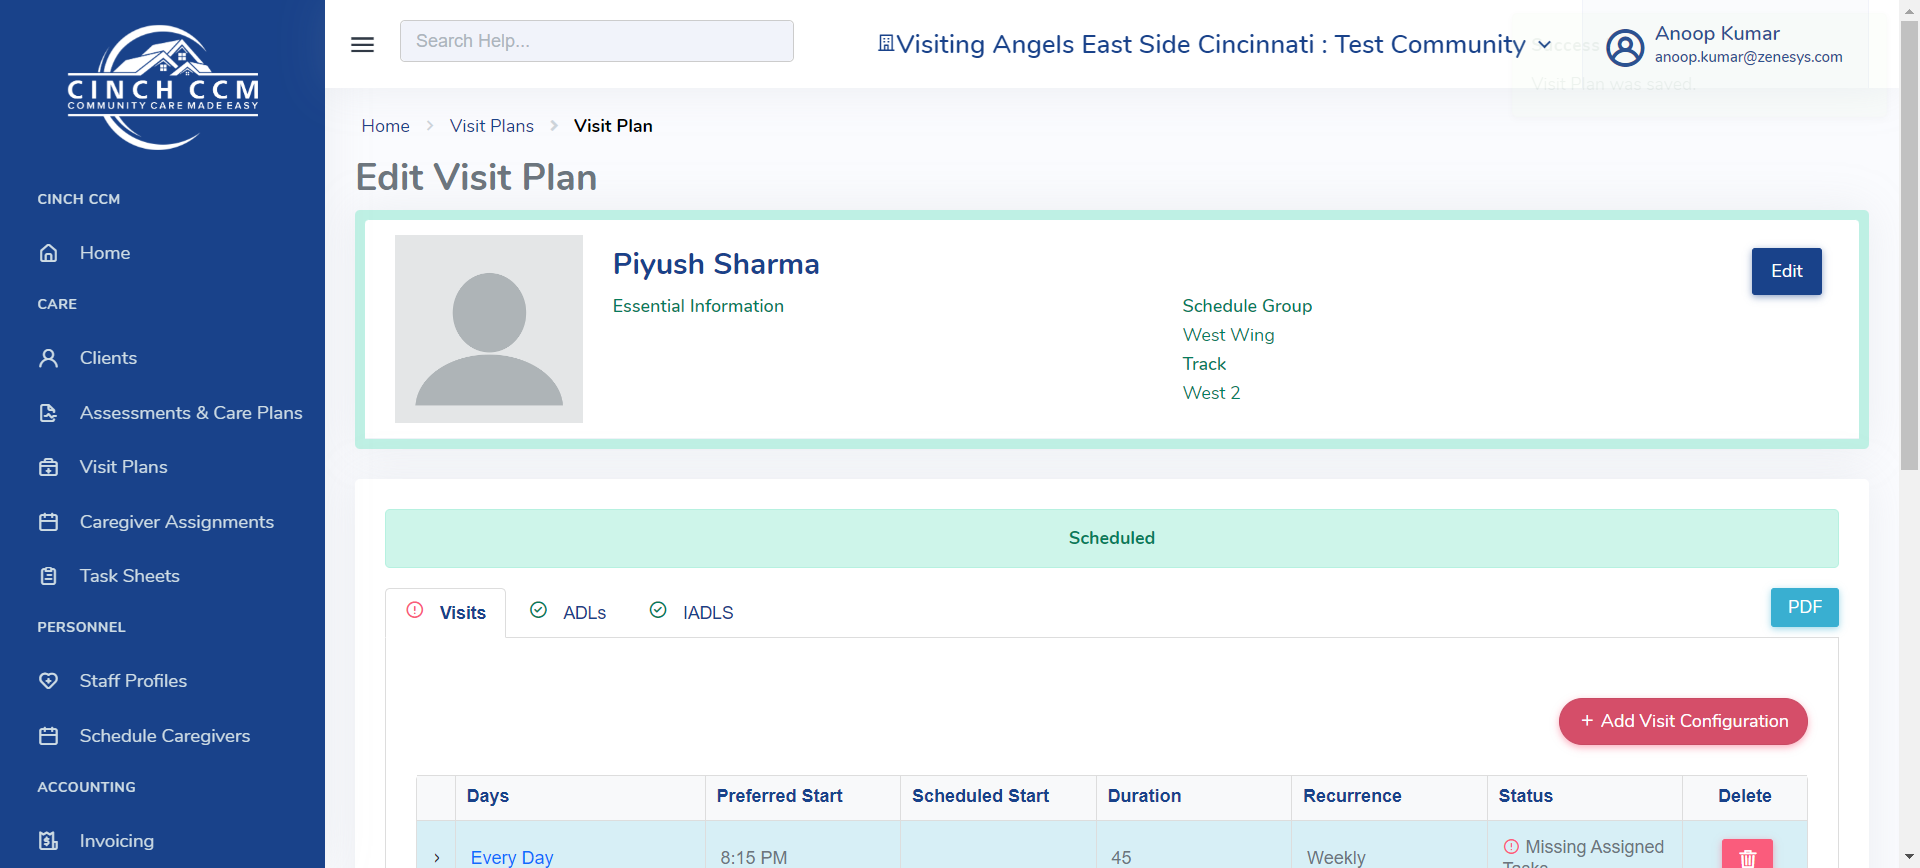 CINCH CCM
COMMUNITY CARE MADE EASY
CINCH CCM
Home
CARE
Clients
Assessments & Care Plans
Visit Plans
Caregiver Assignments
Task Sheets
PERSONNEL
Staff Profiles
Schedule Caregivers
ACCOUNTING
Invoicing
Search Help...
Visiting Angels East Side Cincinnati : Test Community
Success
Visit Plan was saved.
Anoop Kumar
anoop.kumar@zenesys.com
Home > Visit Plans > Visit Plan
Edit Visit Plan
Piyush Sharma
Edit
Essential Information
Schedule Group
West Wing
Track
West 2
Scheduled
Visits ADLs IADLS
PDF
+ Add Visit Configuration
Days Preferred Start Scheduled Start Duration Recurrence Status Delete
Every Day 8:15 PM 45 Weekly Missing Assigned
Tasks